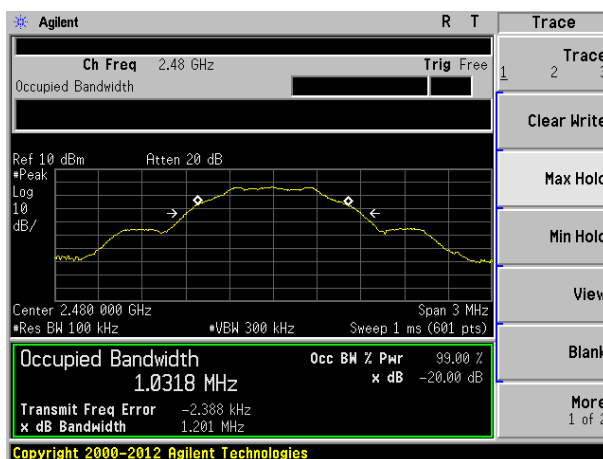 Agilent R T Trace
Ch Freq 2.48 GHz Trig Free
Occupied Bandwidth
Trace
1 2 3
Clear Write
Max Hold
Min Hold
View
Blank
More
1 of 2
Ref 10 dBm Atten 20 dB
#Peak
Log
10
dB/
Center 2.480 000 GHz Span 3 MHz
#Res BW 100 kHz #VBW 300 kHz Sweep 1 ms (601 pts)
Occupied Bandwidth Occ BW % Pwr 99.00 %
1.0318 MHz x dB -20.00 dB
Transmit Freq Error -2.388 kHz
x dB Bandwidth 1.201 MHz
Copyright 2000-2012 Agilent Technologies